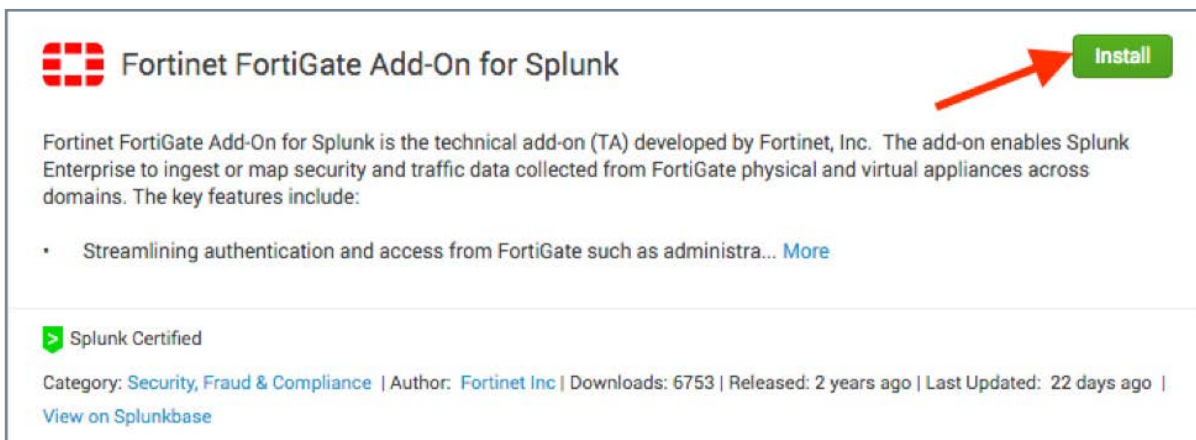 Fortinet FortiGate Add-On for Splunk
Install
Fortinet FortiGate Add-On for Splunk is the technical add-on (TA) developed by Fortinet, Inc. The add-on enables Splunk
Enterprise to ingest or map security and traffic data collected from FortiGate physical and virtual appliances across
domains. The key features include:
• Streamlining authentication and access from FortiGate such as administra... More
Splunk Certified
Category: Security, Fraud & Compliance | Author: Fortinet Inc | Downloads: 6753 | Released: 2 years ago | Last Updated: 22 days ago |
View on Splunkbase